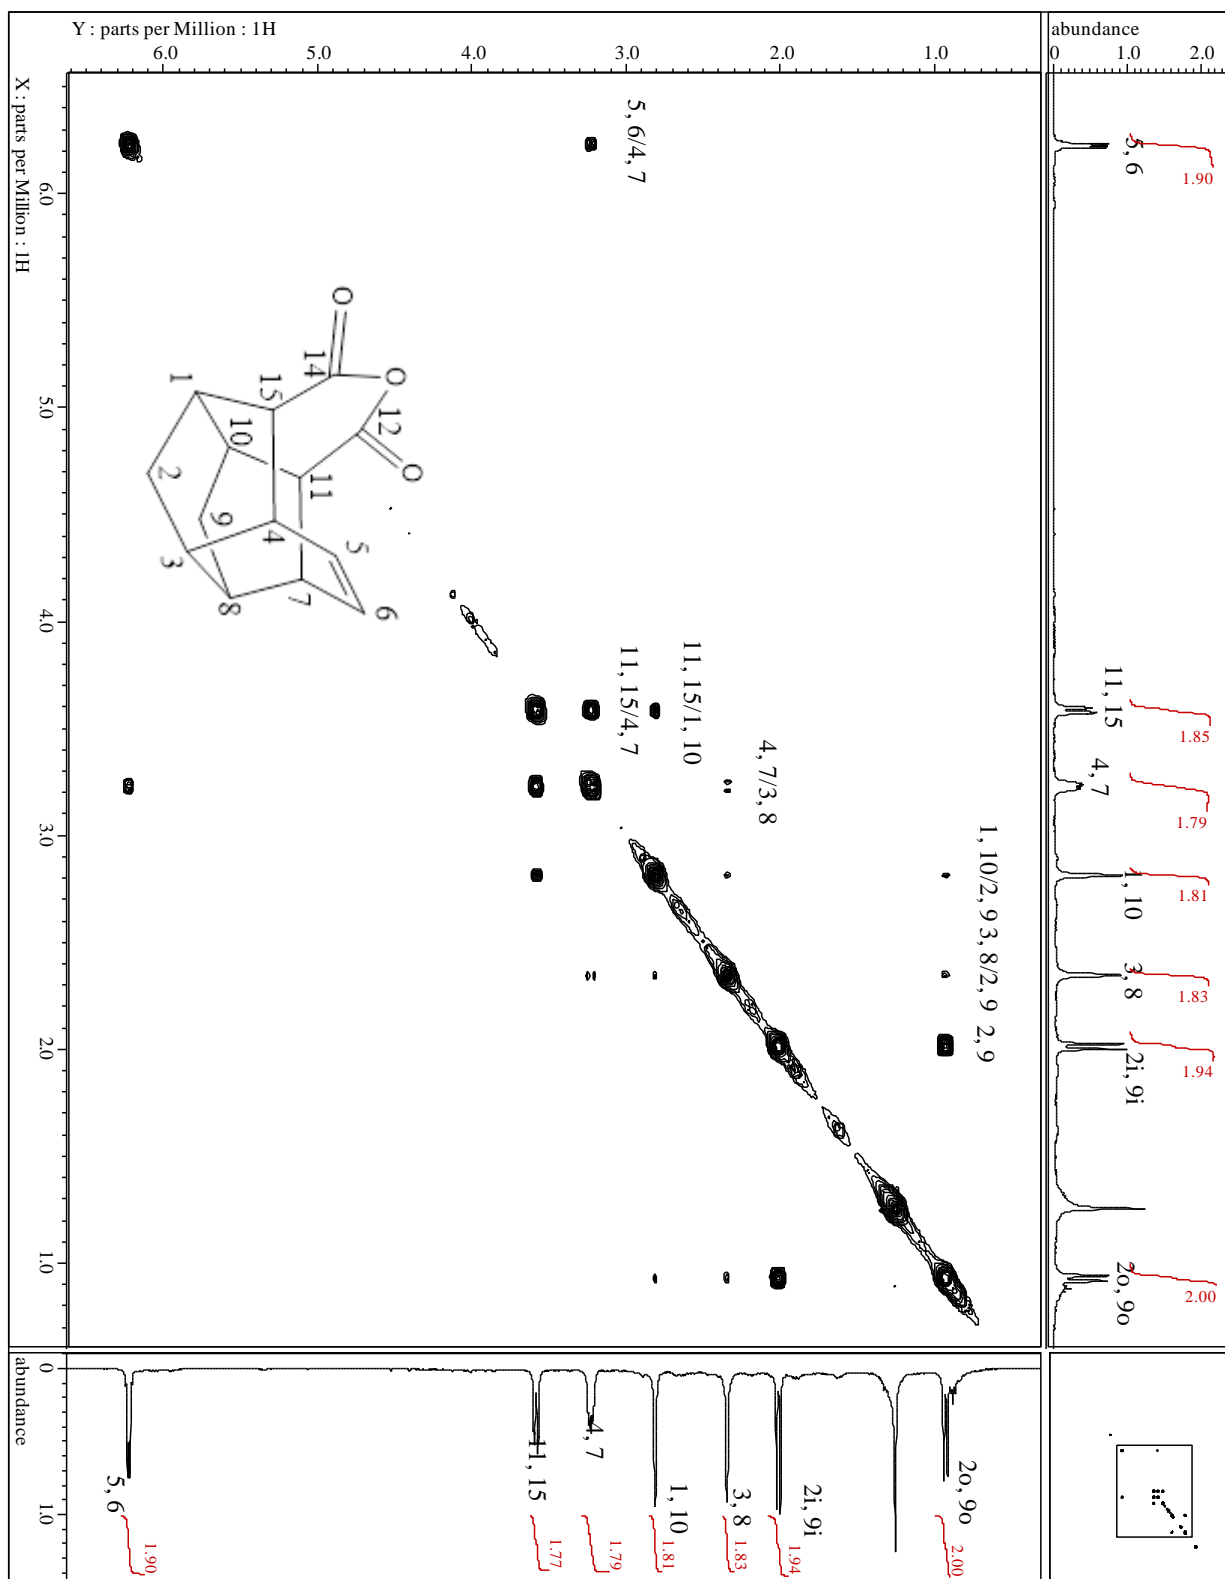 Y : parts per Million : 1H
6.0 5.0 4.0 3.0 2.0 1.0
abundance
0 1.0 2.0
X : parts per Million : 1H
6.0
5.0
4.0
3.0
2.0
1.0
5, 6/4, 7
11, 15/4, 7
11, 15/1, 10
4, 7/3, 8
1, 10/2, 9 3, 8/2, 9 2, 9
O
14
O
12
O
1
15
10
11
2
9
4
5
3
8
7
6
5, 6
1.90
11, 15
1.85
4, 7
1.79
1, 10
1.81
3, 8
1.83
2i, 9i
1.94
2o, 9o
2.00
abundance
0
1.0
5, 6
1.90
11, 15
1.77
4, 7
1.79
1, 10
1.81
3, 8
1.83
2i, 9i
1.94
2o, 9o
2.00